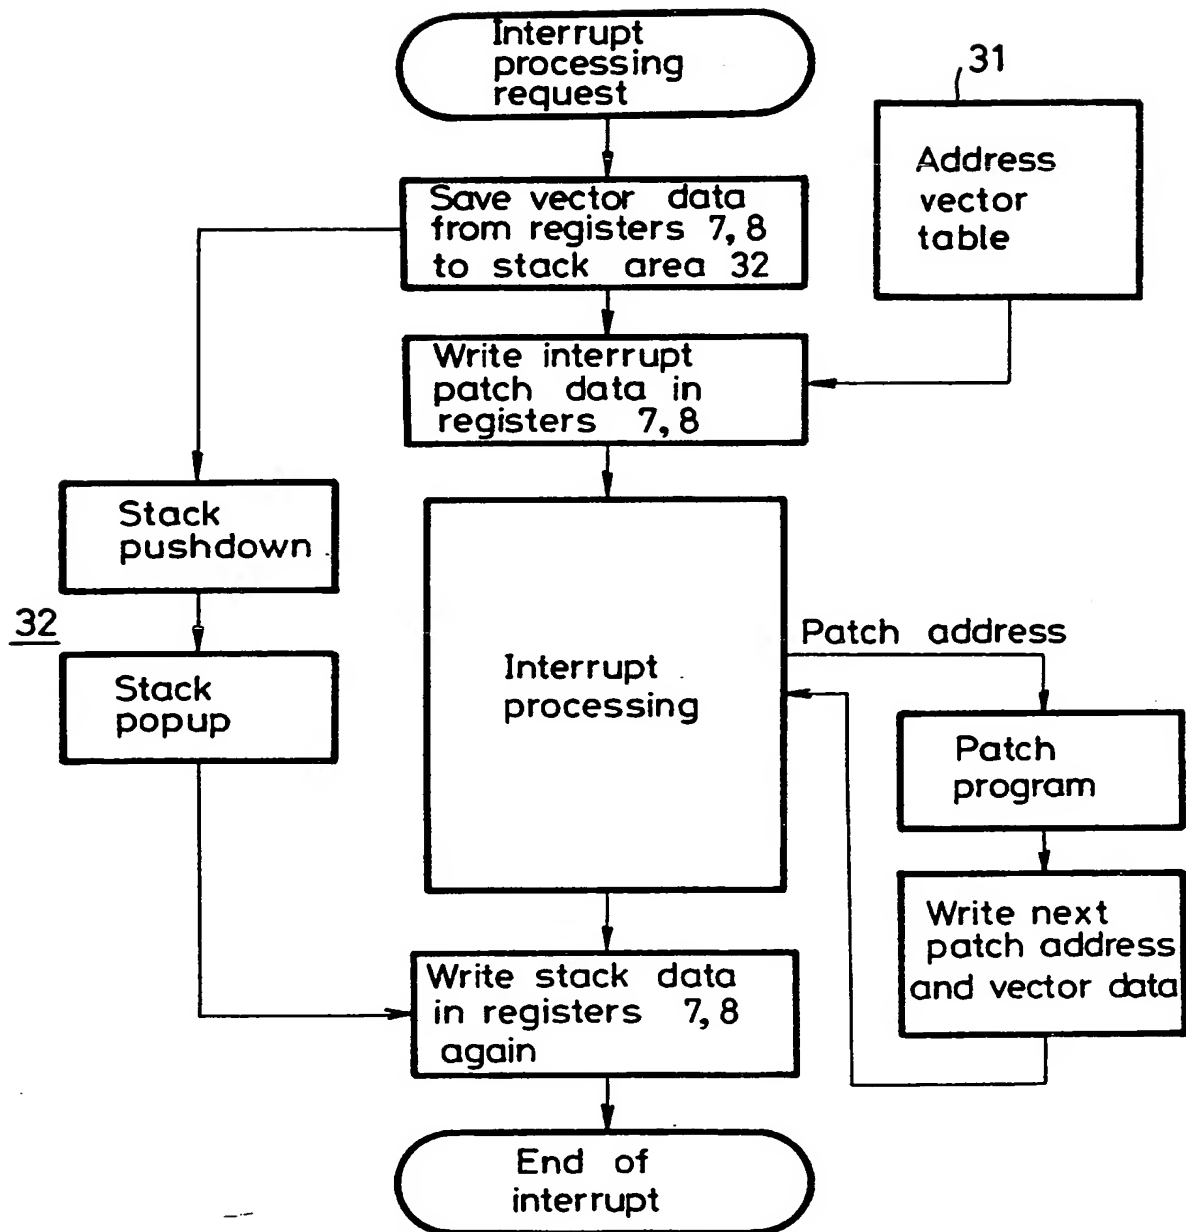 Interrupt
processing
request
31
Address
vector
table
Save vector data
from registers 7, 8
to stack area 32
Write interrupt
patch data in
registers 7, 8
Stack
pushdown
32
Stack
popup
Interrupt
processing
Patch address
Patch
program
Write next
patch address
and vector data
Write stack data
in registers 7, 8
again
End of
interrupt